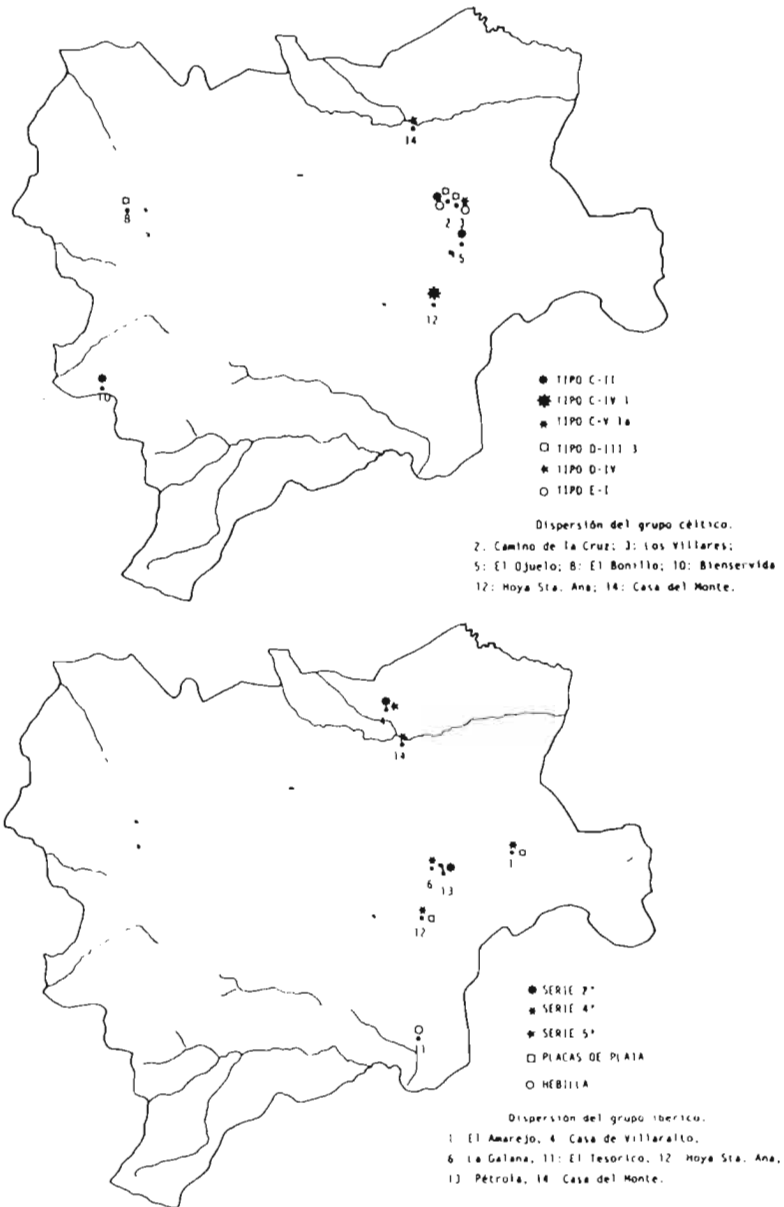 14
8
2 3
5
12
10
TIPO C-II
TIPO C-IV 1
TIPO C-V 1a
TIPO D-III 3
TIPO D-IV
TIPO E-I
Dispersión del grupo céltico.
2. Camino de la Cruz; 3: Los Villares;
5: El Ojuelo; 8: El Bonillo; 10: Bienservida
12: Hoya Sta. Ana; 14: Casa del Monte.
4
14
1
6 13
12
11
SERIE 2ª
SERIE 4ª
SERIE 5ª
PLACAS DE PLATA
HEBILLA
Dispersión del grupo iberico.
1 El Amarejo, 4 Casa de Villaralto,
6 La Galana, 11: El Tesorico, 12 Hoya Sta. Ana,
13 Pétrola, 14 Casa del Monte.